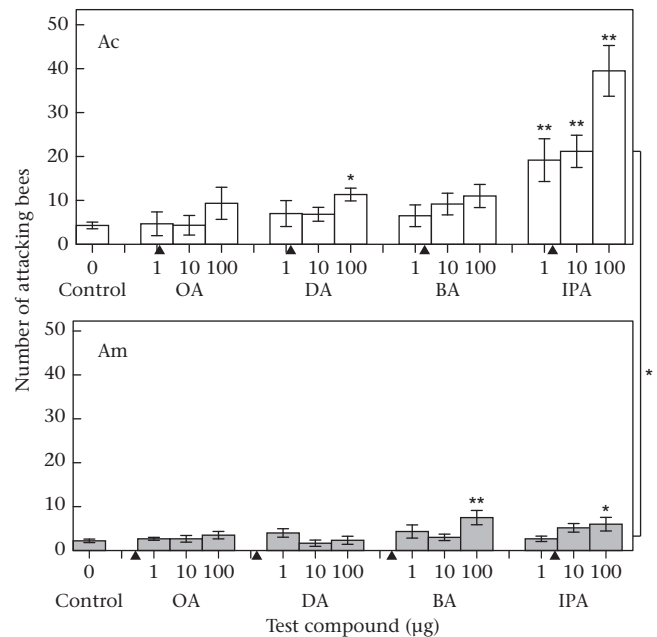 Number of attacking bees
50
Ac
**
40
30
** **
20
*
10
0
0 1 10 100 1 10 100 1 10 100 1 10 100
Control OA DA BA IPA
*
50
Am
40
30
20
10
** *
0
0 1 10 100 1 10 100 1 10 100 1 10 100
Control OA DA BA IPA
Test compound (µg)